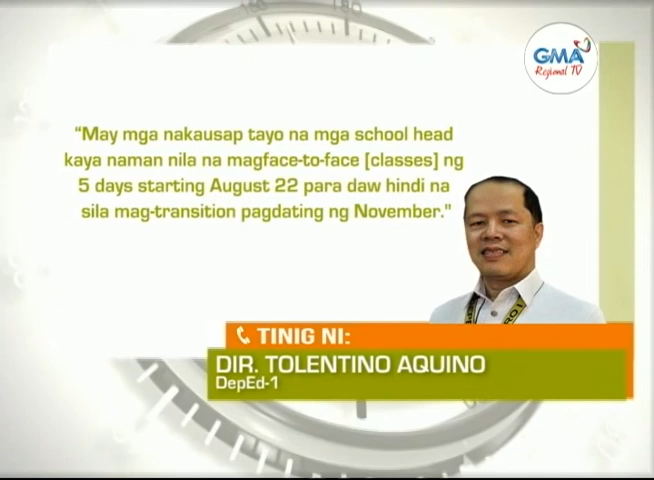 GMA
Regional TV
"May mga nakausap tayo na mga school head
kaya naman nila na magface-to-face [classes] ng
5 days starting August 22 para daw hindi na
sila mag-transition pagdating ng November."
TINIG NI:
DIR. TOLENTINO AQUINO
DepEd-1